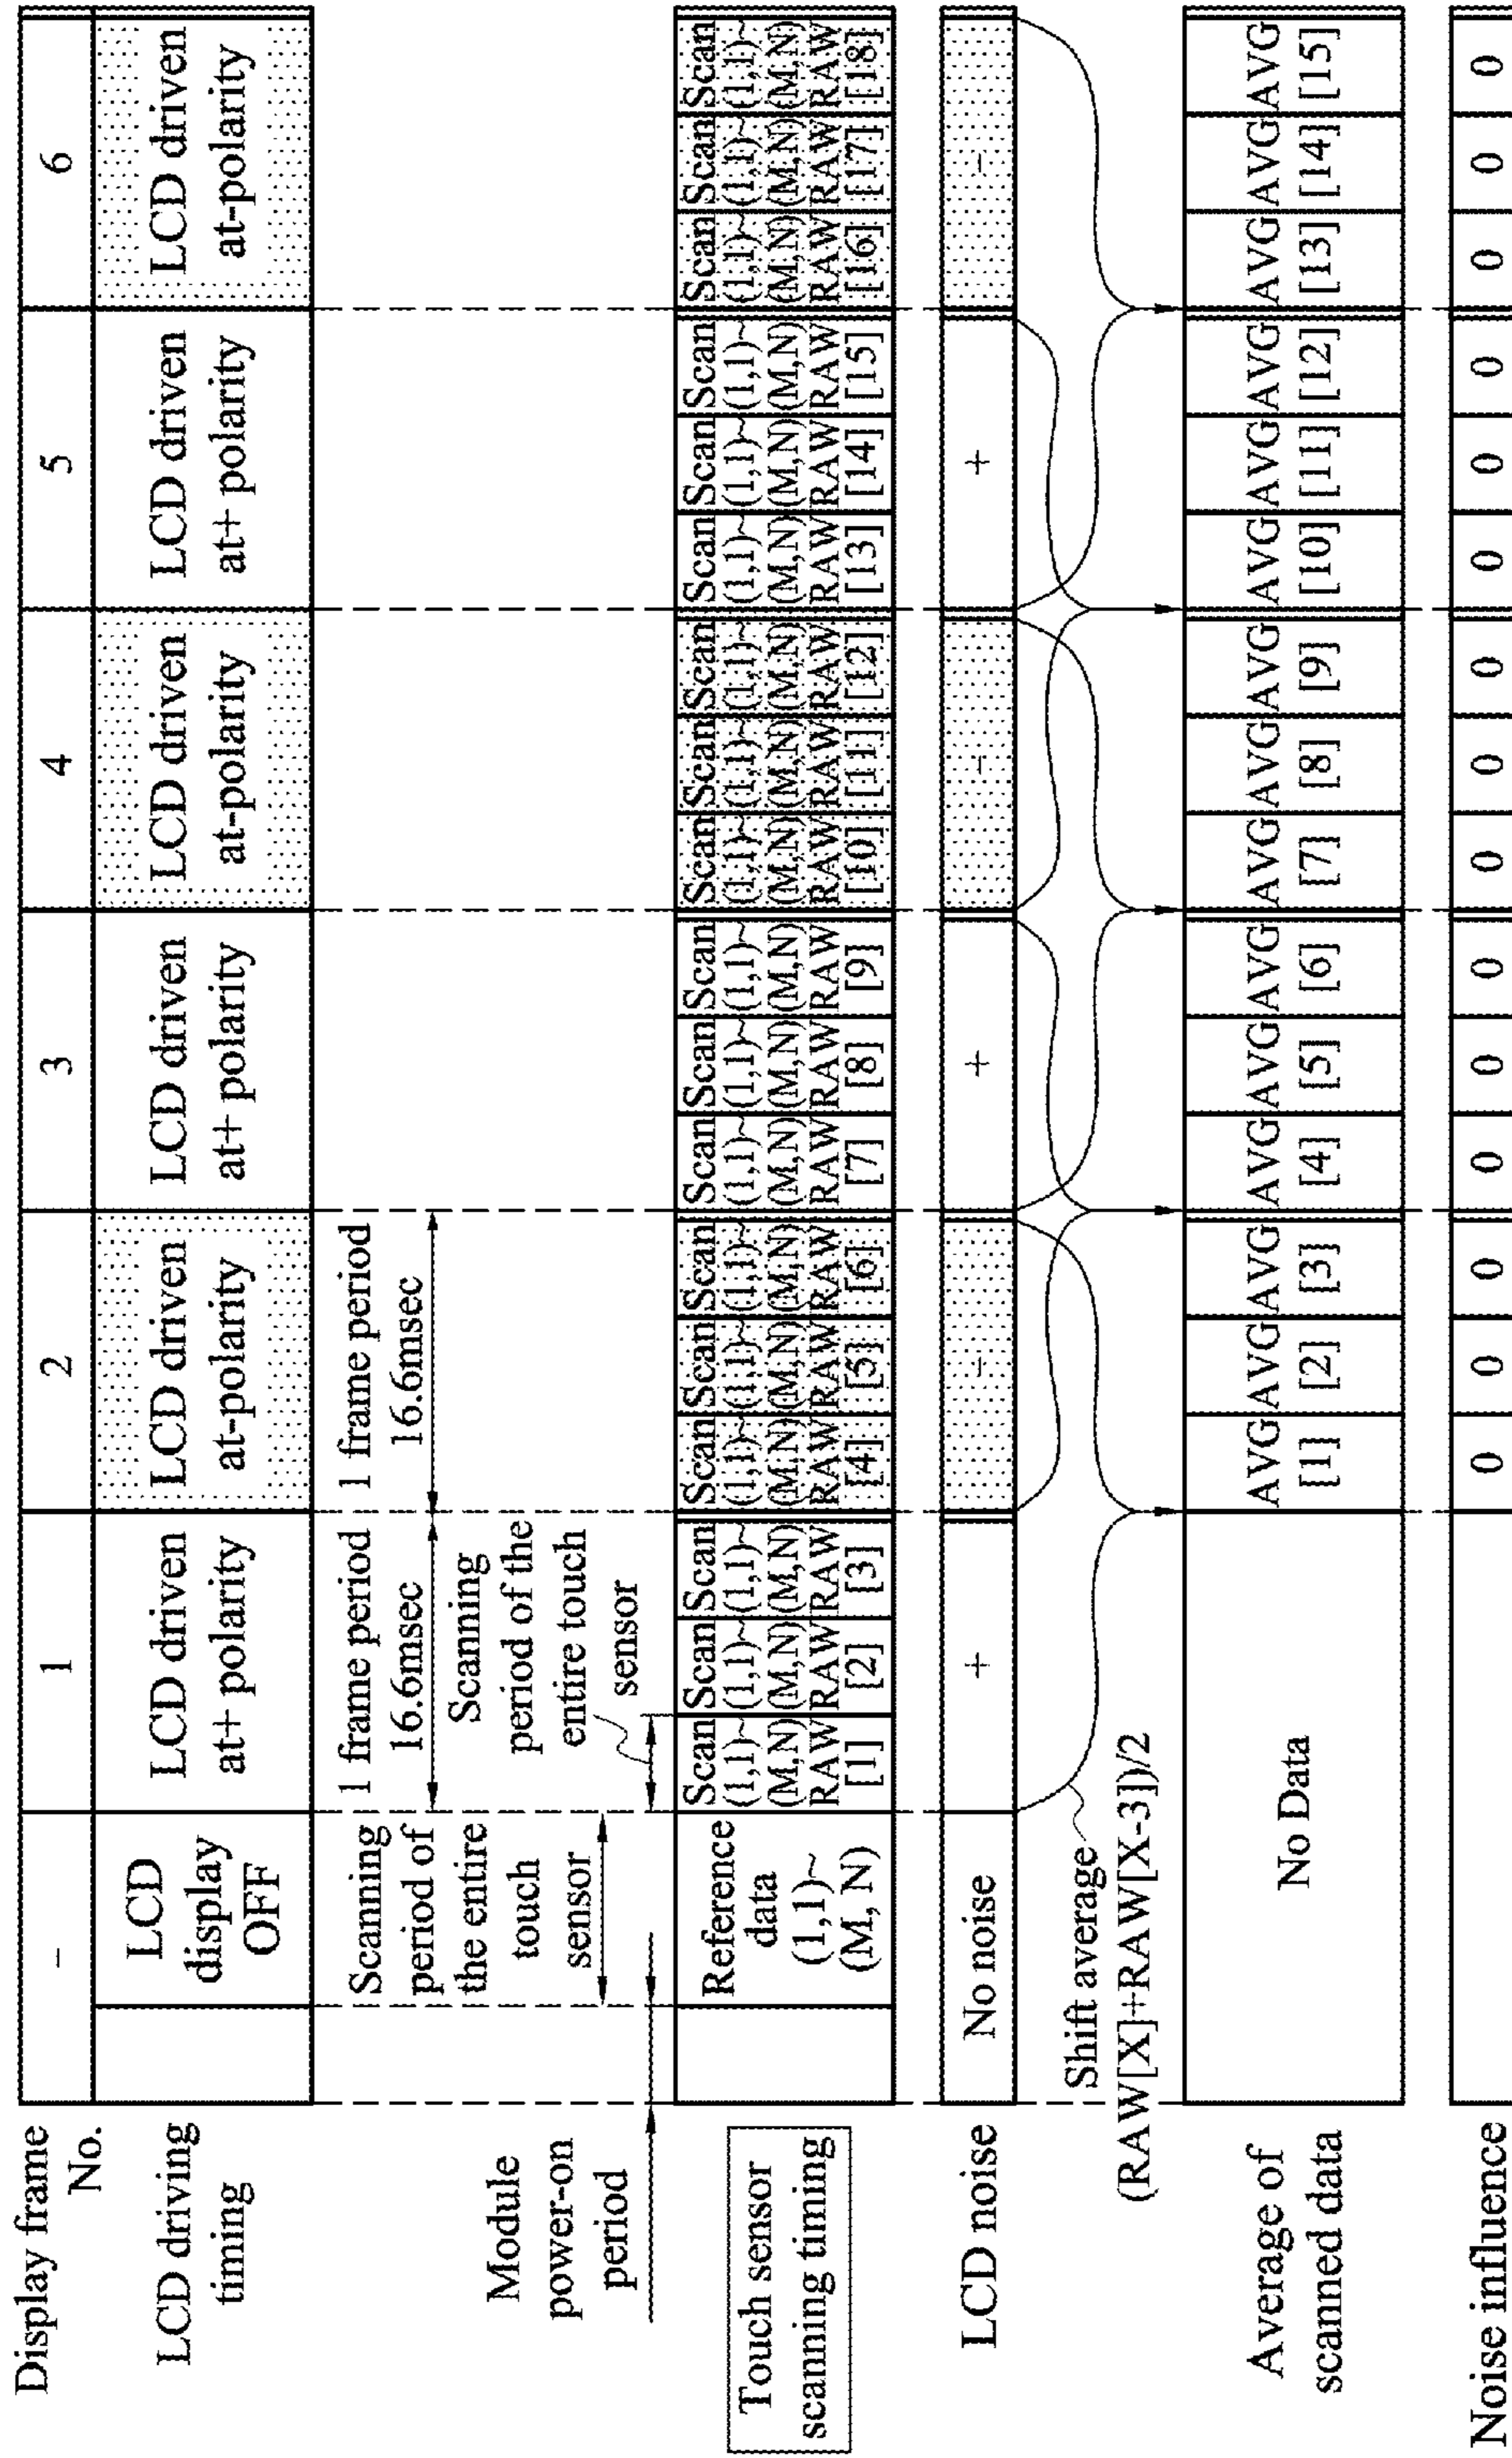 Display frame
No.
- 1 2 3 4 5 6
LCD driving
timing
LCD
display
OFF
LCD driven
at+ polarity
LCD driven
at-polarity
LCD driven
at+ polarity
LCD driven
at-polarity
LCD driven
at+ polarity
LCD driven
at-polarity
Module
power-on
period
Scanning
period of
the entire
touch
sensor
1 frame period
16.6msec
1 frame period
16.6msec
Scanning
period of the
entire touch
sensor
Touch sensor
scanning timing
Reference
data
(1,1)~
(M, N)
Scan
(1,1)~
(M,N)
RAW
[1]
Scan
(1,1)~
(M,N)
RAW
[2]
Scan
(1,1)~
(M,N)
RAW
[3]
Scan
(1,1)~
(M,N)
RAW
[4]
Scan
(1,1)~
(M,N)
RAW
[5]
Scan
(1,1)~
(M,N)
RAW
[6]
Scan
(1,1)~
(M,N)
RAW
[7]
Scan
(1,1)~
(M,N)
RAW
[8]
Scan
(1,1)~
(M,N)
RAW
[9]
Scan
(1,1)~
(M,N)
RAW
[10]
Scan
(1,1)~
(M,N)
RAW
[11]
Scan
(1,1)~
(M,N)
RAW
[12]
Scan
(1,1)~
(M,N)
RAW
[13]
Scan
(1,1)~
(M,N)
RAW
[14]
Scan
(1,1)~
(M,N)
RAW
[15]
Scan
(1,1)~
(M,N)
RAW
[16]
Scan
(1,1)~
(M,N)
RAW
[17]
Scan
(1,1)~
(M,N)
RAW
[18]
LCD noise
No noise + - + - + -
Shift average
(RAW[X]+RAW[X-3])/2
Average of
scanned data
No Data
AVG AVG AVG AVG AVG AVG AVG AVG AVG AVG AVG AVG AVG AVG AVG
[1] [2] [3] [4] [5] [6] [7] [8] [9] [10] [11] [12] [13] [14] [15]
Noise influence
0 0 0 0 0 0 0 0 0 0 0 0 0 0 0